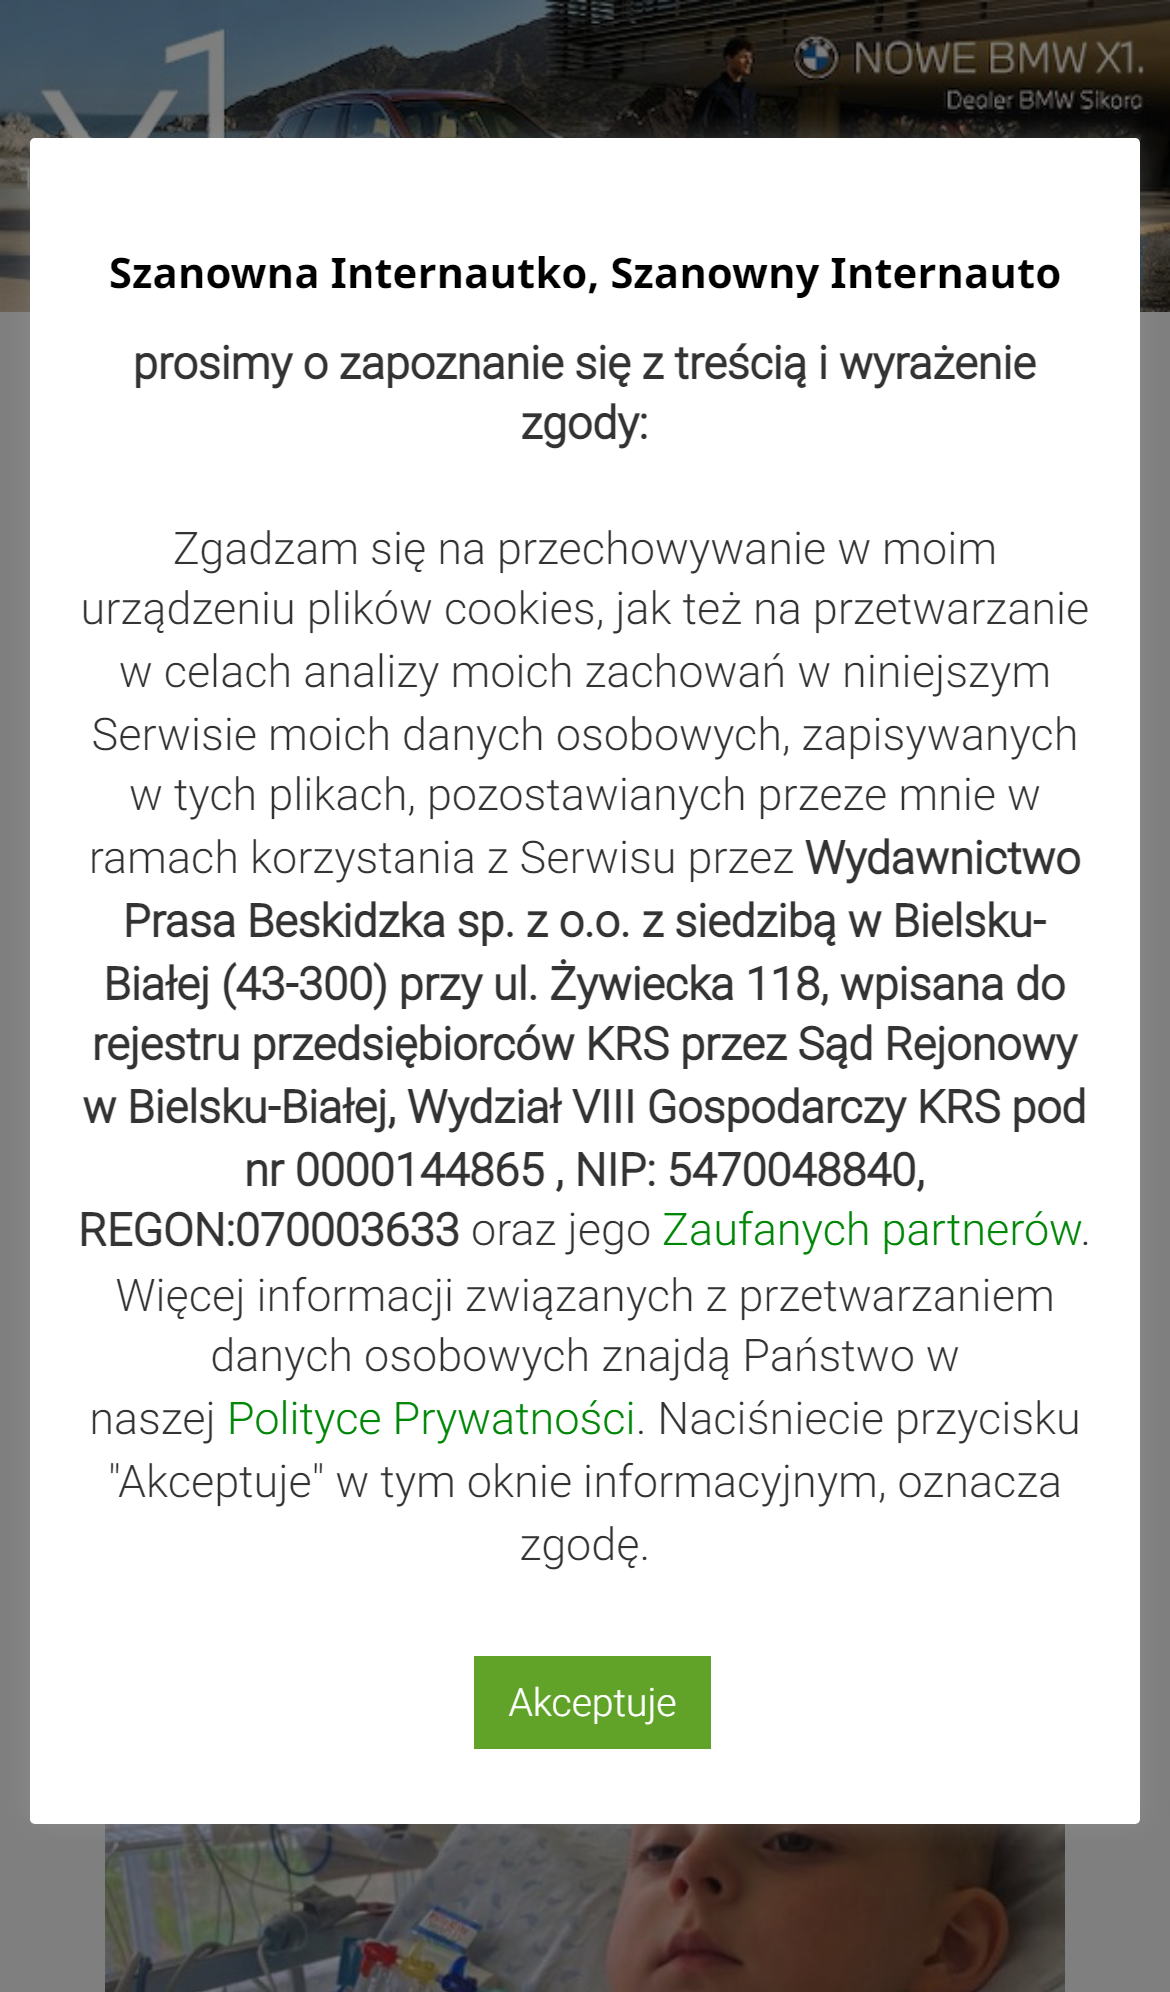 x1
NOWE BMW X1.
Dealer BMW Sikora
Szanowna Internautko, Szanowny Internauto
prosimy o zapoznanie się z treścią i wyrażenie
zgody:
Zgadzam się na przechowywanie w moim
urządzeniu plików cookies, jak też na przetwarzanie
w celach analizy moich zachowań w niniejszym
Serwisie moich danych osobowych, zapisywanych
w tych plikach, pozostawianych przeze mnie w
ramach korzystania z Serwisu przez Wydawnictwo
Prasa Beskidzka sp. z o.o. z siedzibą w Bielsku-
Białej (43-300) przy ul. Żywiecka 118, wpisana do
rejestru przedsiębiorców KRS przez Sąd Rejonowy
w Bielsku-Białej, Wydział VIII Gospodarczy KRS pod
nr 0000144865 , NIP: 5470048840,
REGON:070003633 oraz jego Zaufanych partnerów.
Więcej informacji związanych z przetwarzaniem
danych osobowych znajdą Państwo w
naszej Polityce Prywatności. Naciśniecie przycisku
"Akceptuje" w tym oknie informacyjnym, oznacza
zgodę.
Akceptuje